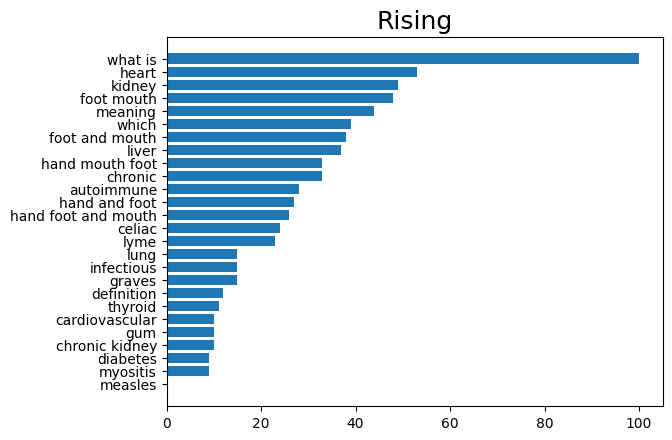 Rising
what is
heart
kidney
foot mouth
meaning
which
foot and mouth
liver
hand mouth foot
chronic
autoimmune
hand and foot
hand foot and mouth
celiac
lyme
lung
infectious
graves
definition
thyroid
cardiovascular
gum
chronic kidney
diabetes
myositis
measles
0 20 40 60 80 100